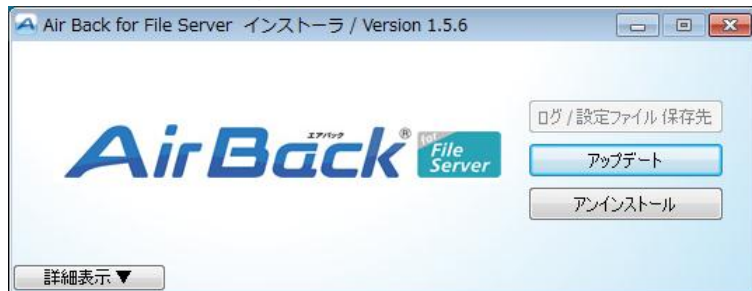 Air Back for File Server インストーラ / Version 1.5.6
ログ / 設定ファイル 保存先
エアバック
Air Back® for File Server
アップデート
アンインストール
詳細表示 ▼